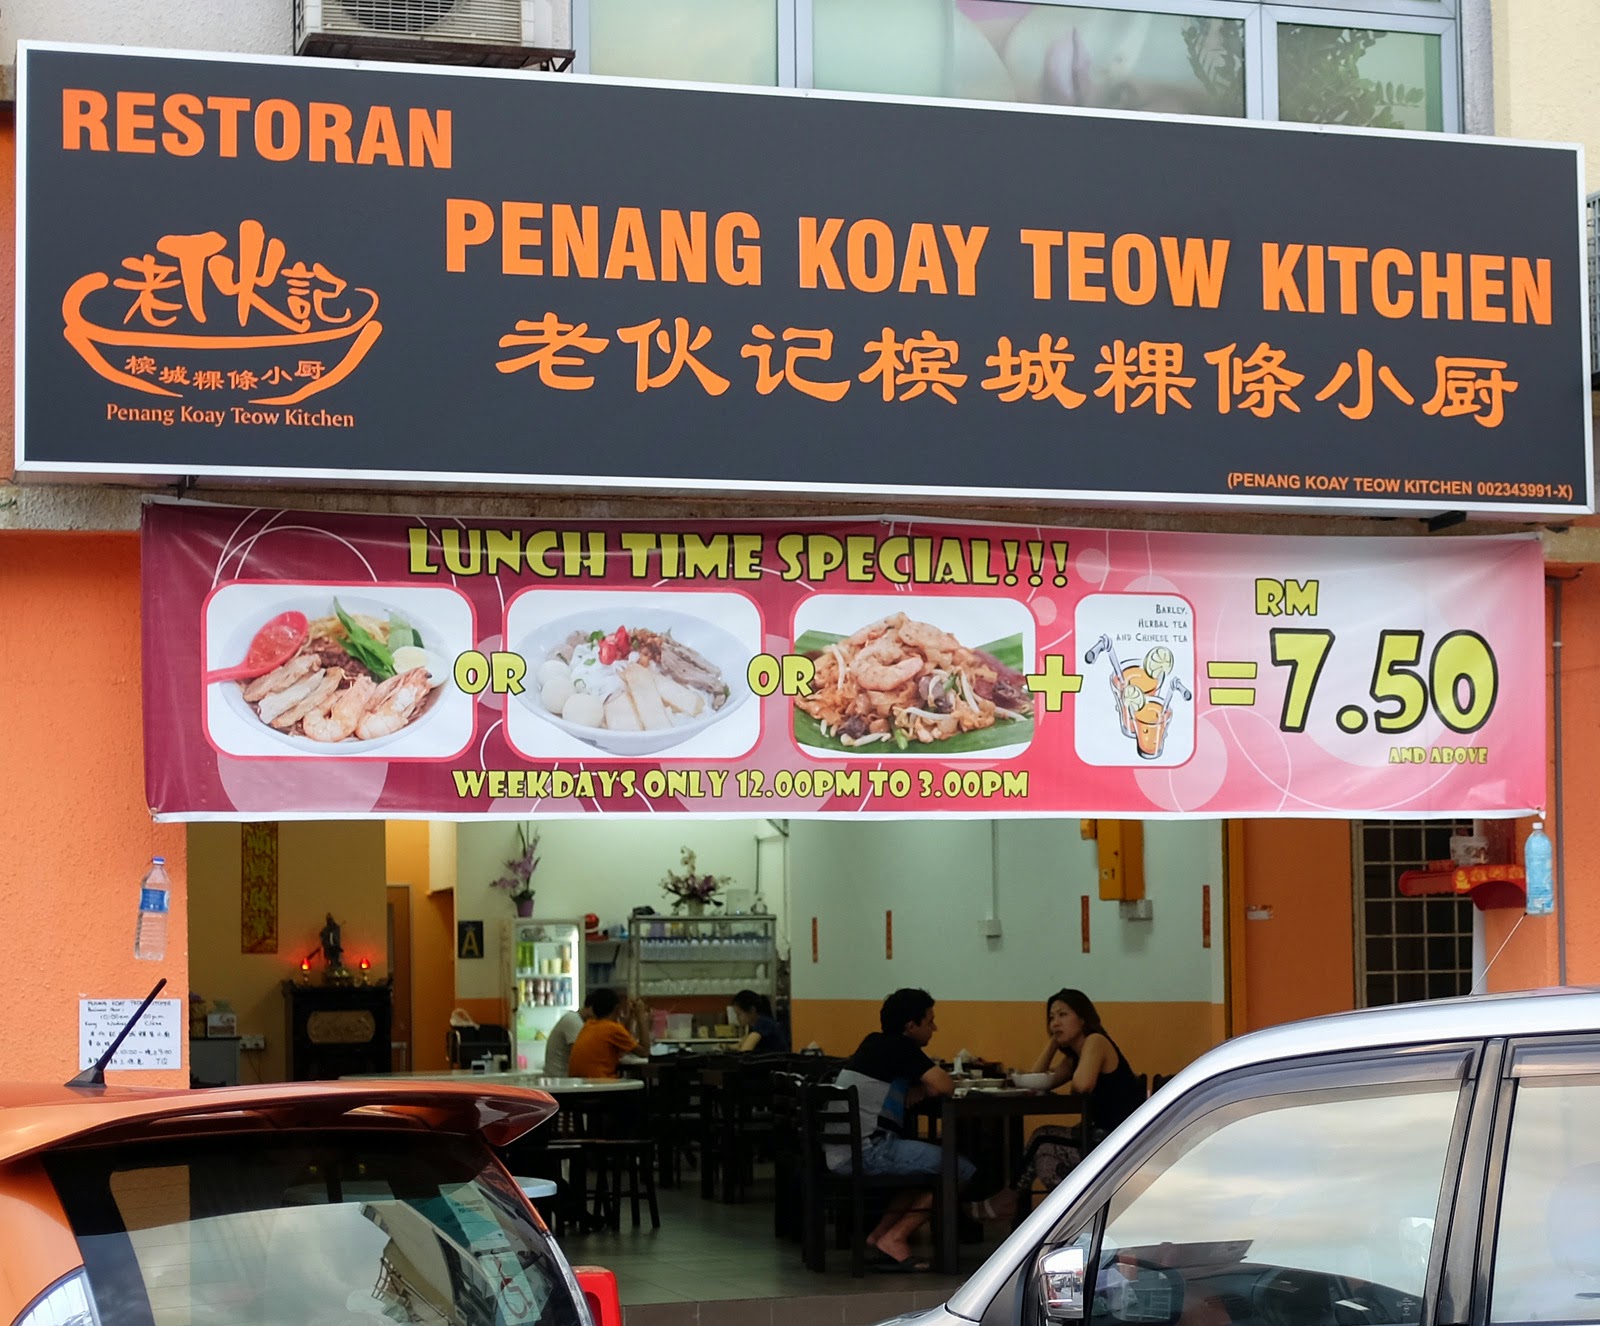 RESTORAN
老伙記
槟城粿條小厨
Penang Koay Teow Kitchen
PENANG KOAY TEOW KITCHEN
老伙记槟城粿條小厨
(PENANG KOAY TEOW KITCHEN 002343991-X)
LUNCH TIME SPECIAL!!!
OR
OR
+
BARLEY,
HERBAL TEA
AND CHINESE TEA
=
RM
7.50
AND ABOVE
WEEKDAYS ONLY 12.00PM TO 3.00PM
A